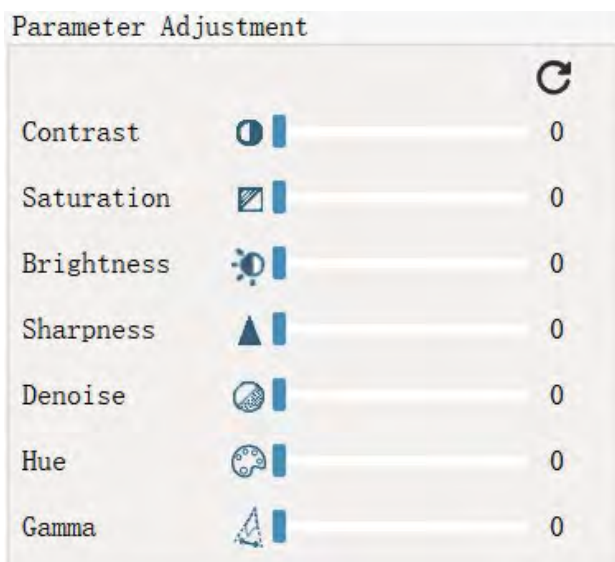 Parameter Adjustment
Contrast 0
Saturation 0
Brightness 0
Sharpness 0
Denoise 0
Hue 0
Gamma 0